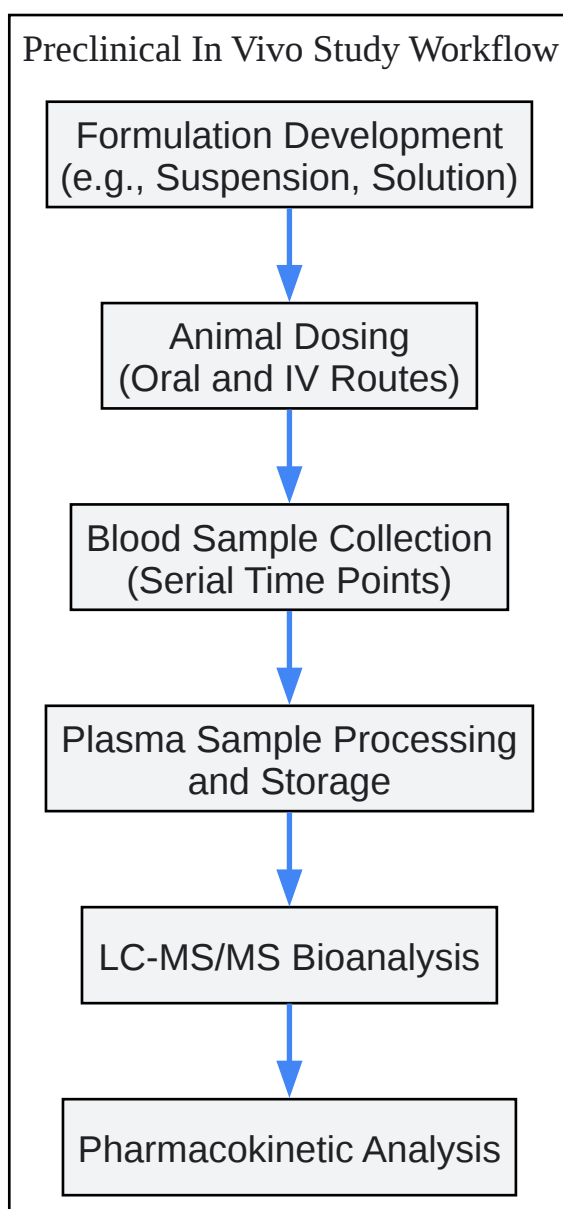 Preclinical In Vivo Study Workflow
Formulation Development
(e.g., Suspension, Solution)
Animal Dosing
(Oral and IV Routes)
Blood Sample Collection
(Serial Time Points)
Plasma Sample Processing
and Storage
LC-MS/MS Bioanalysis
Pharmacokinetic Analysis